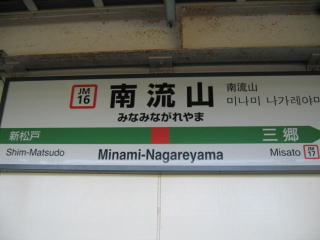 JM
16
南流山
みなみながれやま
南流山
미나미 나가레야마
新松戸
三郷
Shim-Matsudo
Minami-Nagareyama
Misato
JM
17